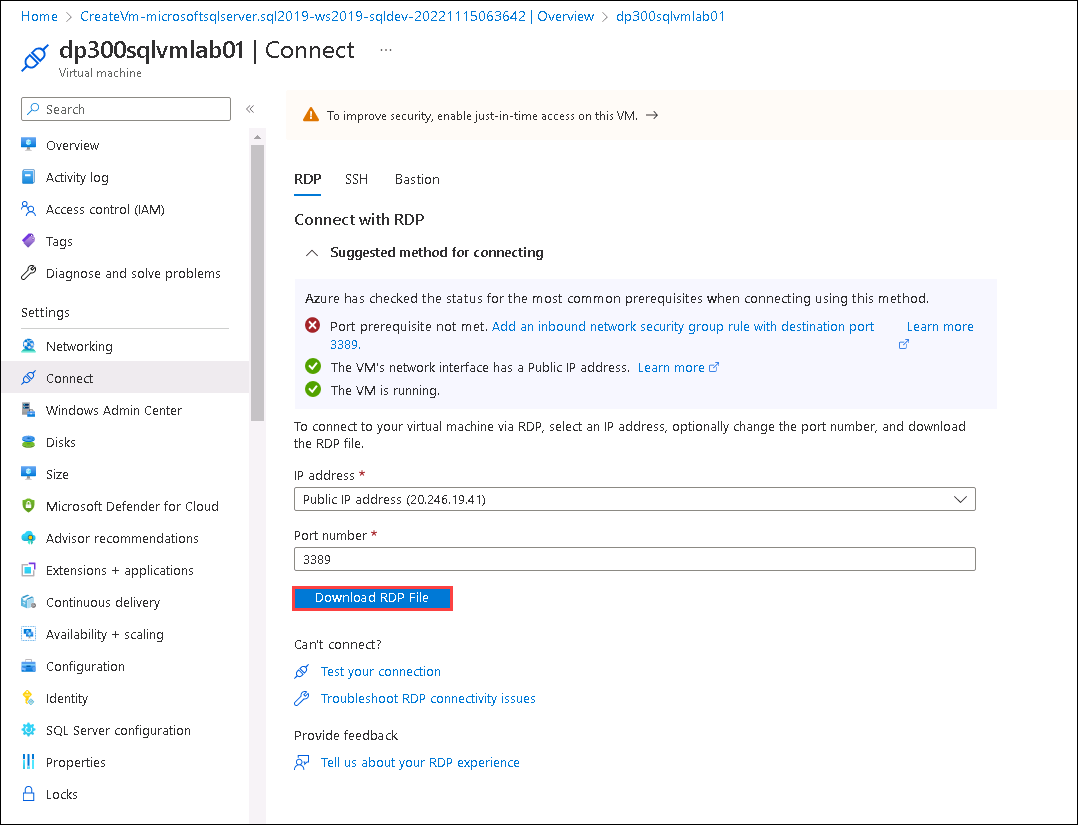 Home > CreateVm-microsoftsqlserver.sql2019-ws2019-sqldev-20221115063642 | Overview > dp300sqlvmlab01
dp300sqlvmlab01 | Connect ...
Virtual machine
Search «
Overview
Activity log
Access control (IAM)
Tags
Diagnose and solve problems
Settings
Networking
Connect
Windows Admin Center
Disks
Size
Microsoft Defender for Cloud
Advisor recommendations
Extensions + applications
Continuous delivery
Availability + scaling
Configuration
Identity
SQL Server configuration
Properties
Locks
To improve security, enable just-in-time access on this VM. →
RDP SSH Bastion
Connect with RDP
Suggested method for connecting
Azure has checked the status for the most common prerequisites when connecting using this method.
Port prerequisite not met. Add an inbound network security group rule with destination port Learn more
3389.
The VM's network interface has a Public IP address. Learn more
The VM is running.
To connect to your virtual machine via RDP, select an IP address, optionally change the port number, and download
the RDP file.
IP address *
Public IP address (20.246.19.41)
Port number *
3389
Download RDP File
Can't connect?
Test your connection
Troubleshoot RDP connectivity issues
Provide feedback
Tell us about your RDP experience